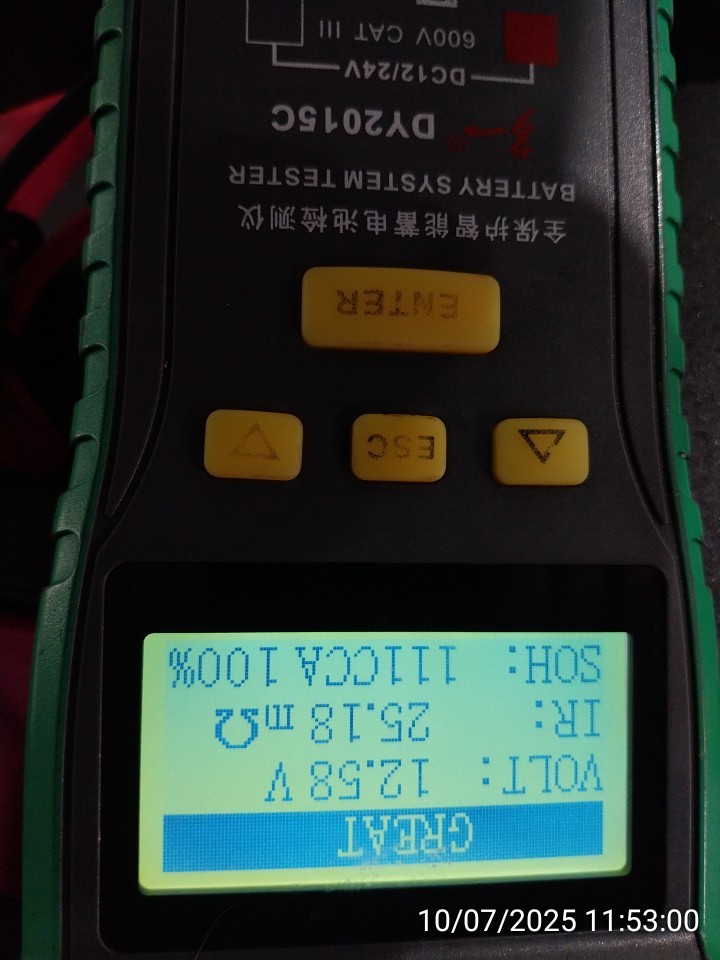 GREAT
VOLT: 12.58 V
IR: 25.18 mΩ
SOH: 111CCA 100%
ESC
ENTER
全保护智能蓄电池检测仪
BATTERY SYSTEM TESTER
DY2015C
DC12/24V
600V CAT III
10/07/2025 11:53:00